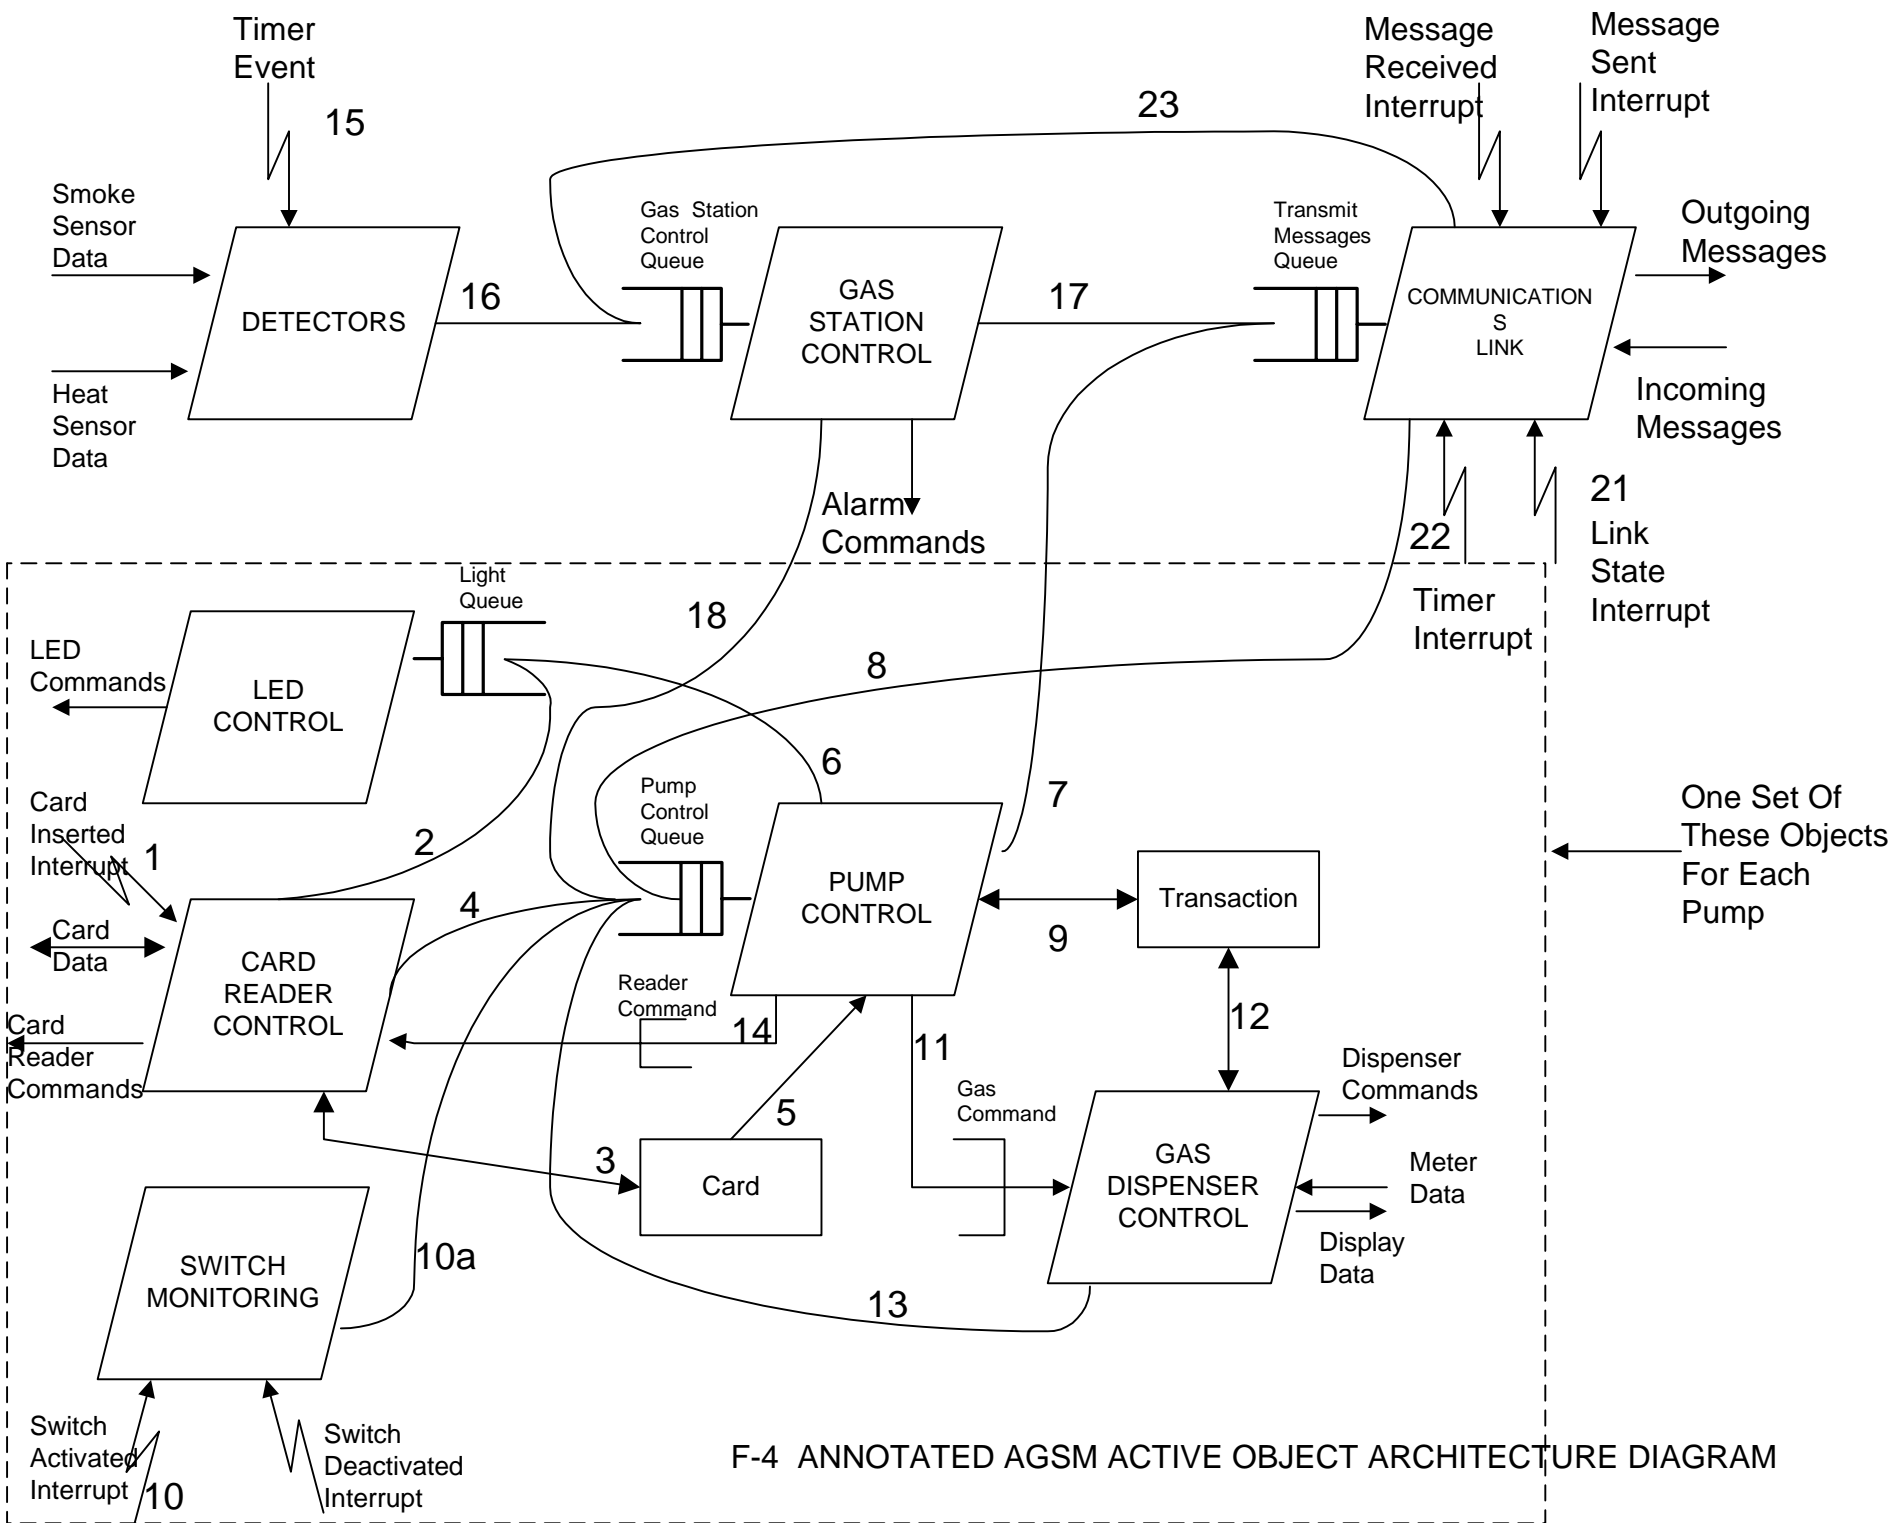 Timer
Event
15
Message
Received
Interrupt
Message
Sent
Interrupt
23
Smoke
Sensor
Data
Gas Station
Control
Queue
Transmit
Messages
Queue
Outgoing
Messages
DETECTORS
16
GAS
STATION
CONTROL
17
COMMUNICATION
S
LINK
Heat
Sensor
Data
Incoming
Messages
Alarm
Commands
22
21
Link
State
Interrupt
Timer
Interrupt
Light
Queue
18
8
LED
Commands
LED
CONTROL
6
7
Pump
Control
Queue
Card
Inserted
Interrupt
1
2
One Set Of
These Objects
For Each
Pump
4
PUMP
CONTROL
Transaction
9
Card
Data
CARD
READER
CONTROL
Reader
Command
14
11
12
Card
Reader
Commands
5
Gas
Command
Dispenser
Commands
3
Card
GAS
DISPENSER
CONTROL
Meter
Data
Display
Data
10a
SWITCH
MONITORING
13
Switch
Activated
Interrupt
10
Switch
Deactivated
Interrupt
F-4 ANNOTATED AGSM ACTIVE OBJECT ARCHITECTURE DIAGRAM